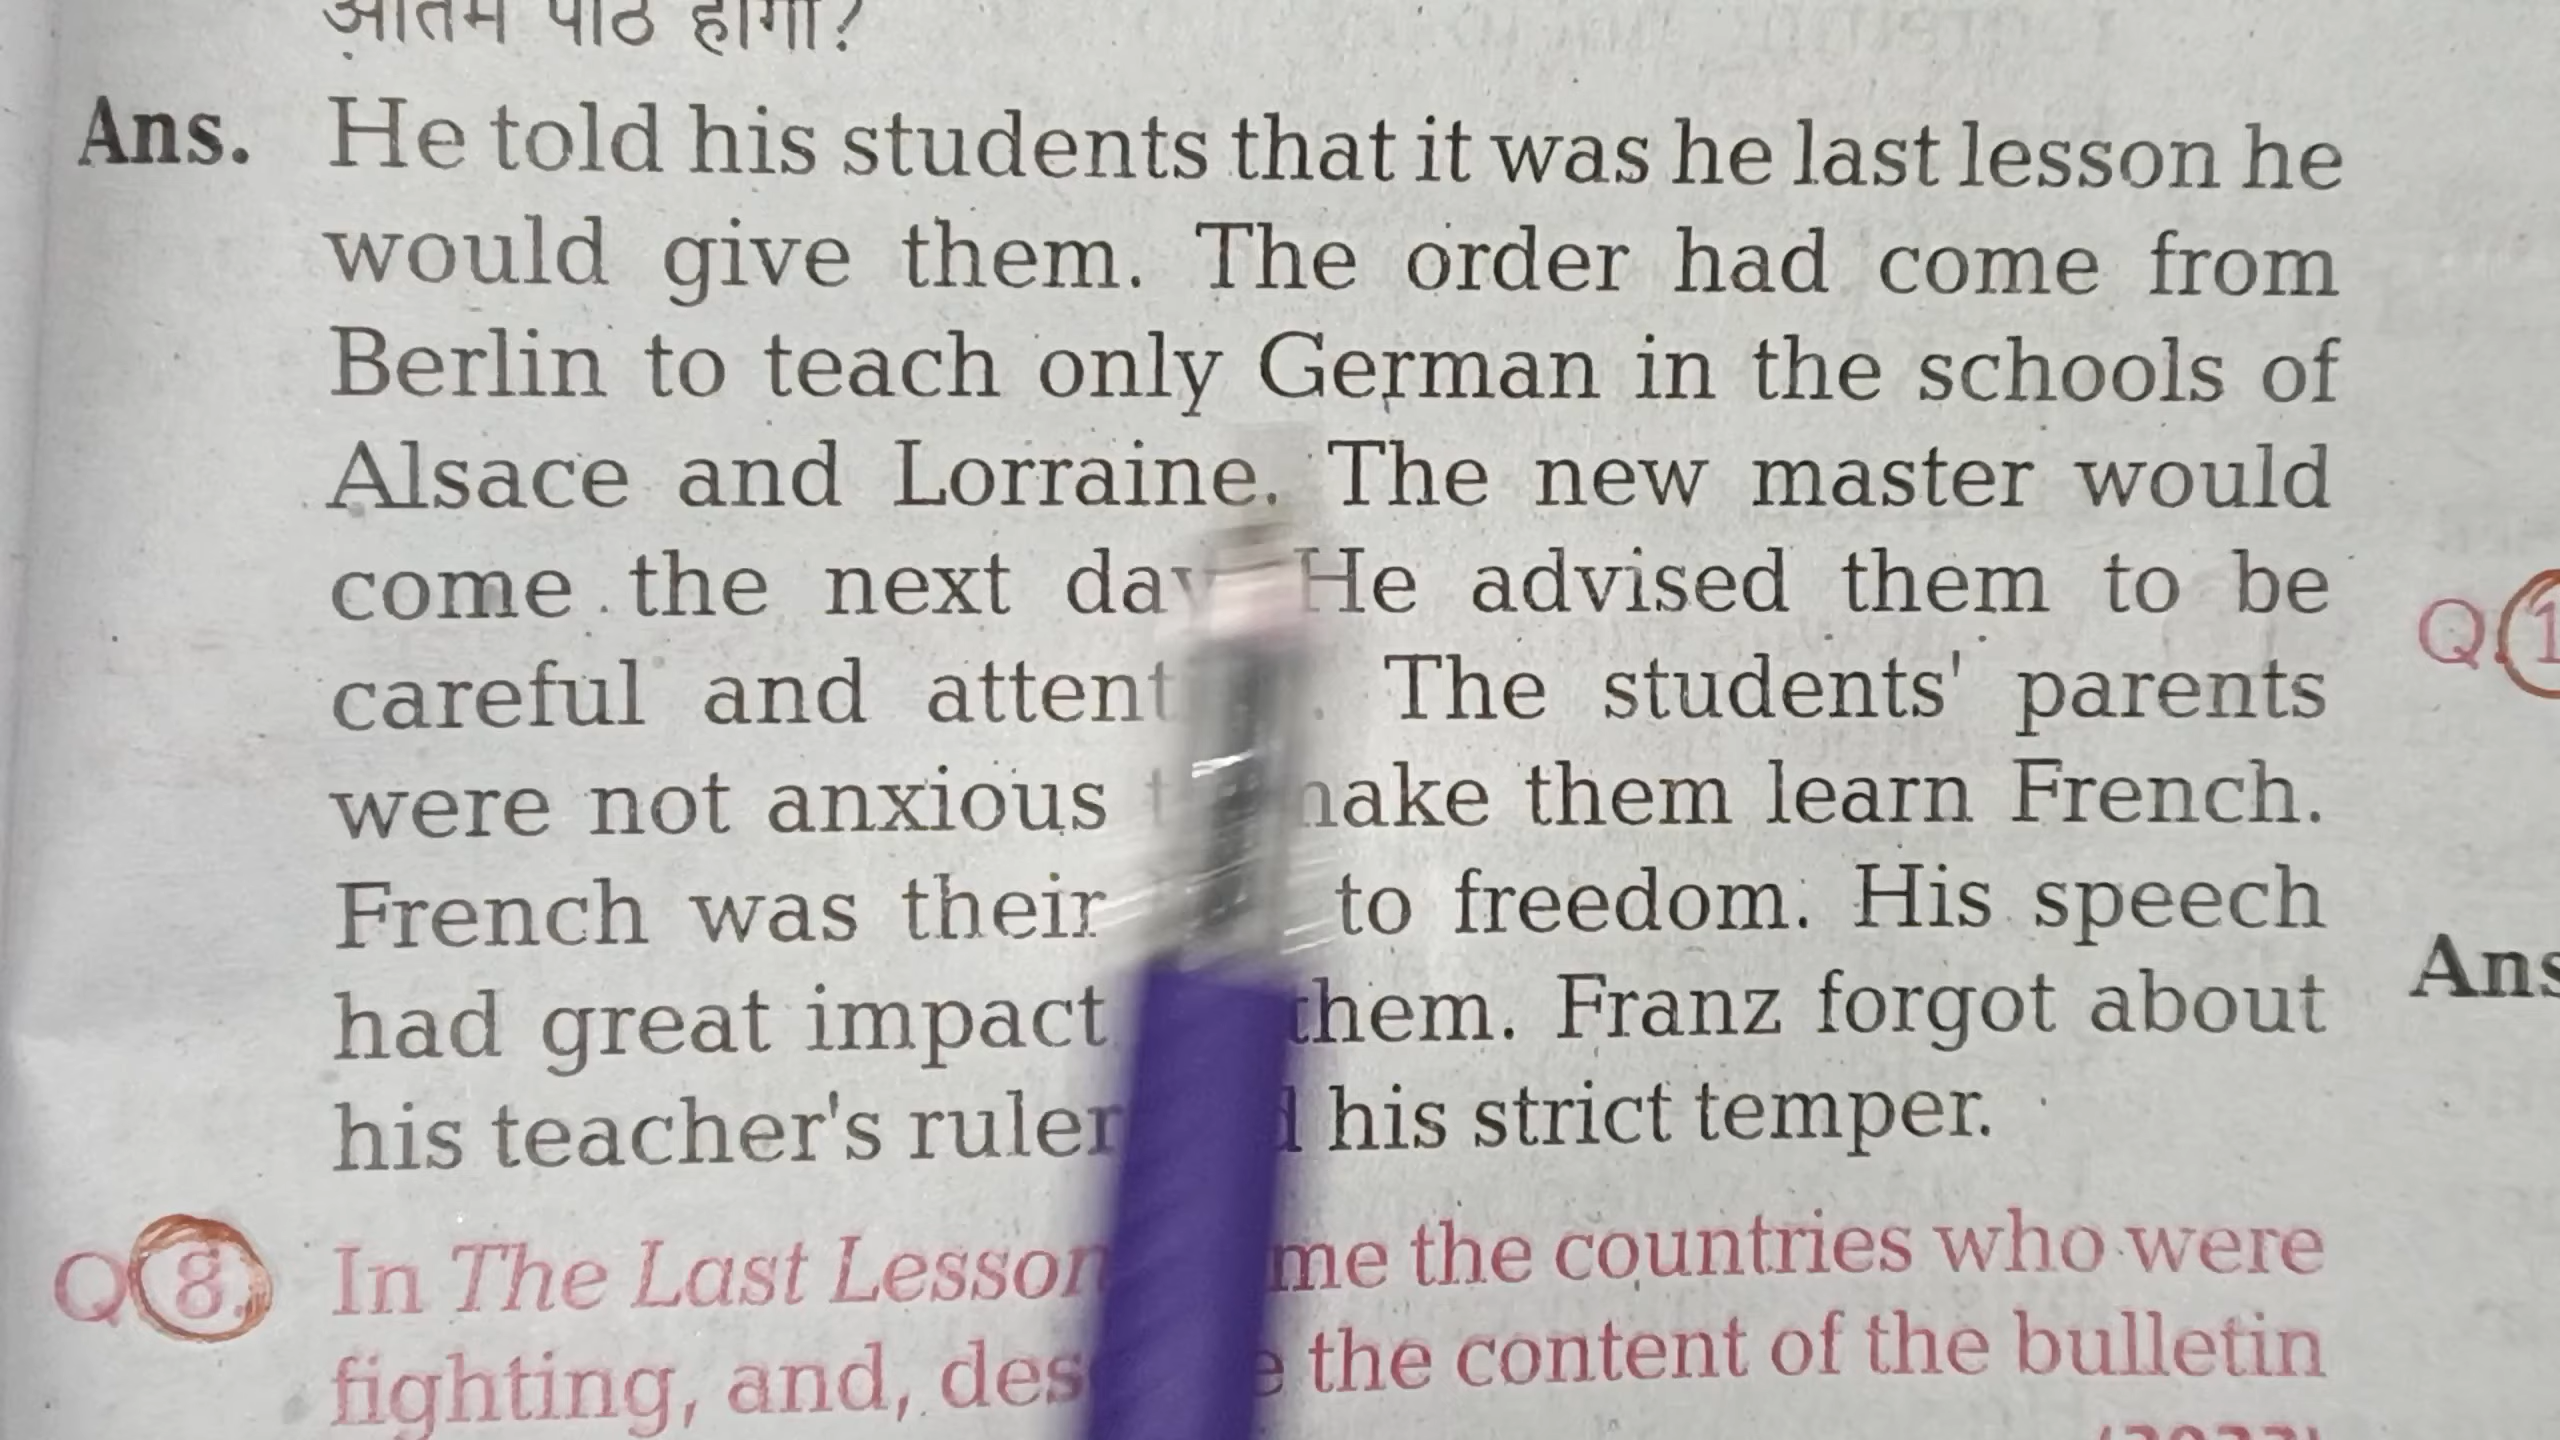 अंतिम पाठ होगा?
Ans. He told his students that it was he last lesson he
would give them. The order had come from
Berlin to teach only German in the schools of
Alsace and Lorraine. The new master would
come the next day He advised them to be
careful and The students' parents
were not anxious make them learn French.
French was their to freedom. His speech
had great impact them. Franz forgot about
his teacher's ruler his strict temper.
Q 8. In The Last Lesson the countries who were
fighting, and, the content of the bulletin
Q.
Ans